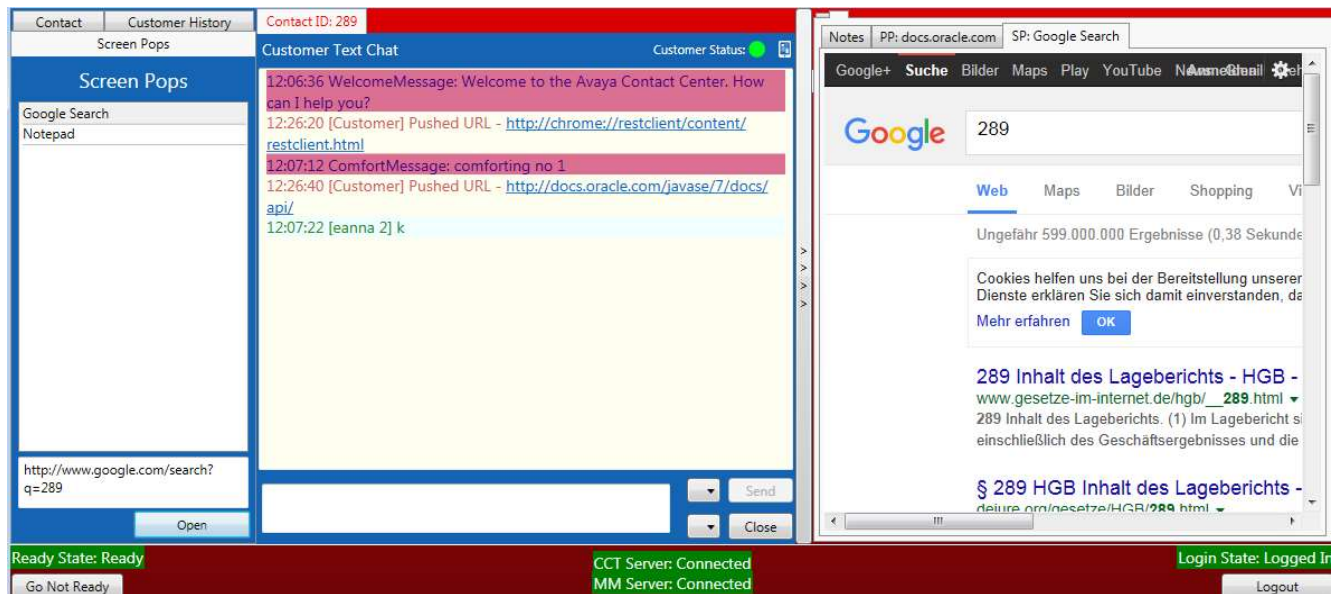 Contact
Customer History
Screen Pops
Screen Pops
Google Search
Notepad
http://www.google.com/search?
q=289
Open
Contact ID: 289
Customer Text Chat
Customer Status:
12:06:36 WelcomeMessage: Welcome to the Avaya Contact Center. How
can I help you?
12:26:20 [Customer] Pushed URL - http://chrome://restclient/content/
restclient.html
12:07:12 ComfortMessage: comforting no 1
12:26:40 [Customer] Pushed URL - http://docs.oracle.com/javase/7/docs/
api/
12:07:22 [eanna 2] k
Send
Close
>
>
>
>
Notes
PP: docs.oracle.com
SP: Google Search
Google+ Suche Bilder Maps Play YouTube
Google
289
Web Maps Bilder Shopping Vi
Ungefähr 599.000.000 Ergebnisse (0,38 Sekunde
Cookies helfen uns bei der Bereitstellung unserer
Dienste erklären Sie sich damit einverstanden, da
Mehr erfahren
OK
289 Inhalt des Lageberichts - HGB -
www.gesetze-im-internet.de/hgb/__289.html
289 Inhalt des Lageberichts. (1) Im Lagebericht si
einschließlich des Geschäftsergebnisses und die
§ 289 HGB Inhalt des Lageberichts -
dejure.org/gesetze/HGB/289.html
Ready State: Ready
Go Not Ready
CCT Server: Connected
MM Server: Connected
Login State: Logged In
Logout